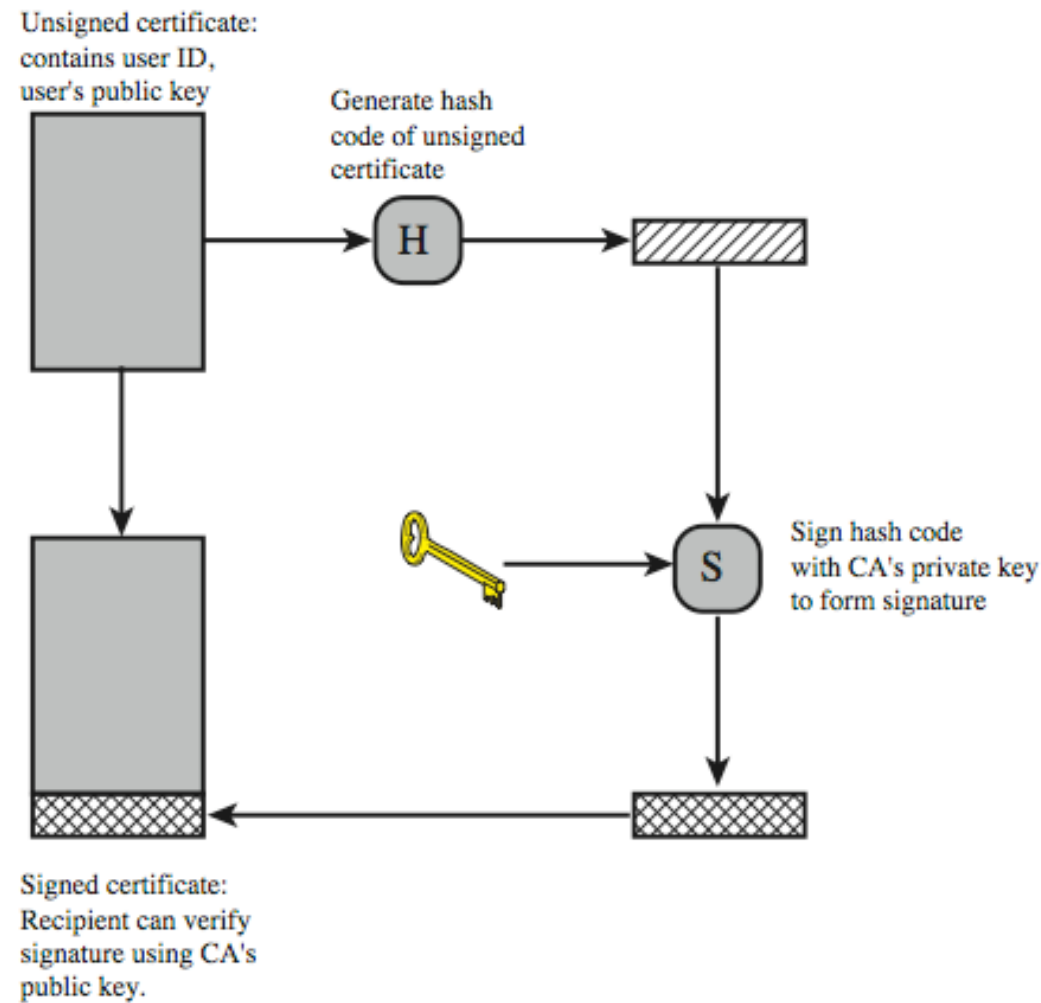 Unsigned certificate:
contains user ID,
user's public key
Generate hash
code of unsigned
certificate
H
S
Sign hash code
with CA's private key
to form signature
Signed certificate:
Recipient can verify
signature using CA's
public key.